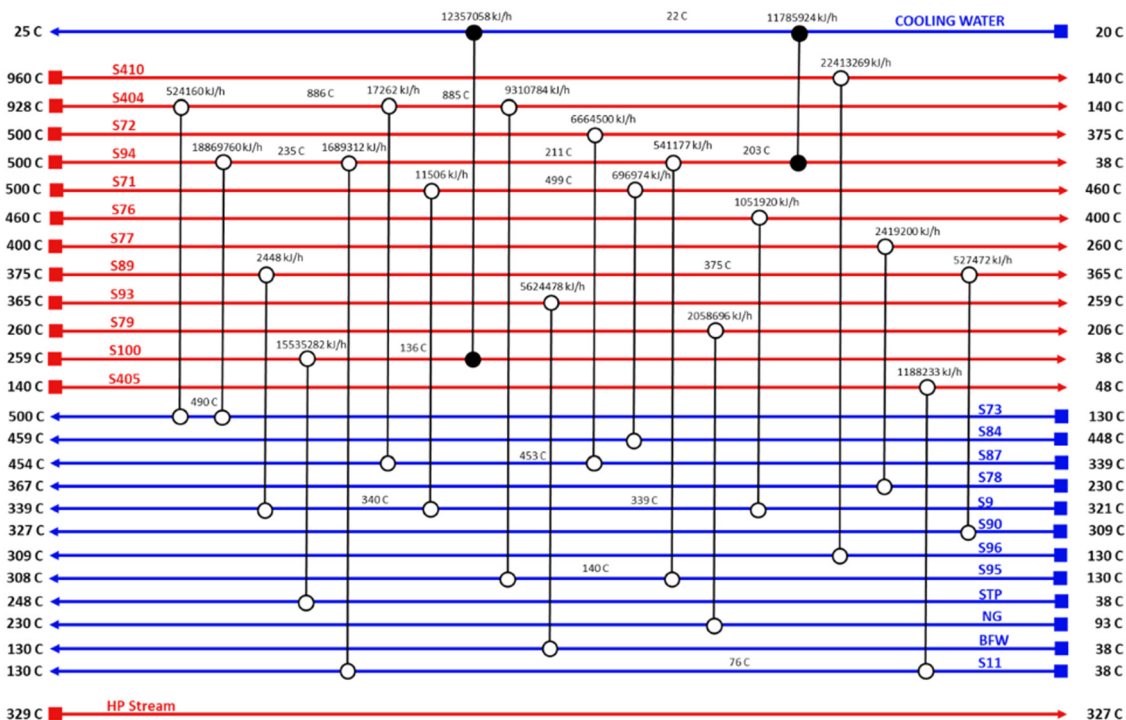 12357058 kJ/h 22 C 11785924 kJ/h
25 C COOLING WATER 20 C
22413269 kJ/h
960 C S410 140 C
524160 kJ/h 886 C 17262 kJ/h 885 C 9310784 kJ/h
928 C S404 140 C
6664500 kJ/h
500 C S72 375 C
18869760 kJ/h 235 C 1689312 kJ/h 211 C 541177 kJ/h 203 C
500 C S94 38 C
11506 kJ/h 499 C 696974 kJ/h
500 C S71 460 C
1051920 kJ/h
460 C S76 400 C
2419200 kJ/h
400 C S77 260 C
2448 kJ/h 375 C 527472 kJ/h
375 C S89 365 C
5624478 kJ/h
365 C S93 259 C
2058696 kJ/h
260 C S79 206 C
15535282 kJ/h 136 C
259 C S100 38 C
1188233 kJ/h
140 C S405 48 C
490 C
500 C S73 130 C
459 C S84 448 C
453 C
454 C S87 339 C
367 C S78 230 C
340 C 339 C
339 C S9 321 C
327 C S90 309 C
309 C S96 130 C
140 C
308 C S95 130 C
248 C STP 38 C
230 C NG 93 C
130 C BFW 38 C
76 C
130 C S11 38 C
329 C HP Stream 327 C